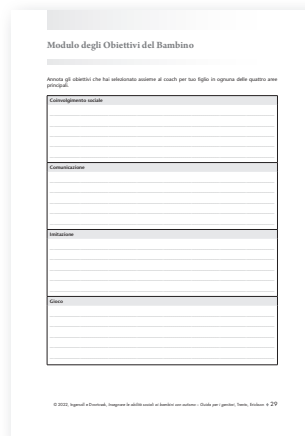 Modulo degli Obiettivi del Bambino
Annota gli obiettivi che hai selezionato assieme al coach per tuo figlio in ognuna delle quattro aree
principali.
Coinvolgimento sociale
Comunicazione
Imitazione
Gioco
© 2022, Ingersoll e Dvortcsak, Insegnare le abilità sociali ai bambini con autismo – Guida per i genitori, Trento, Erickson • 29